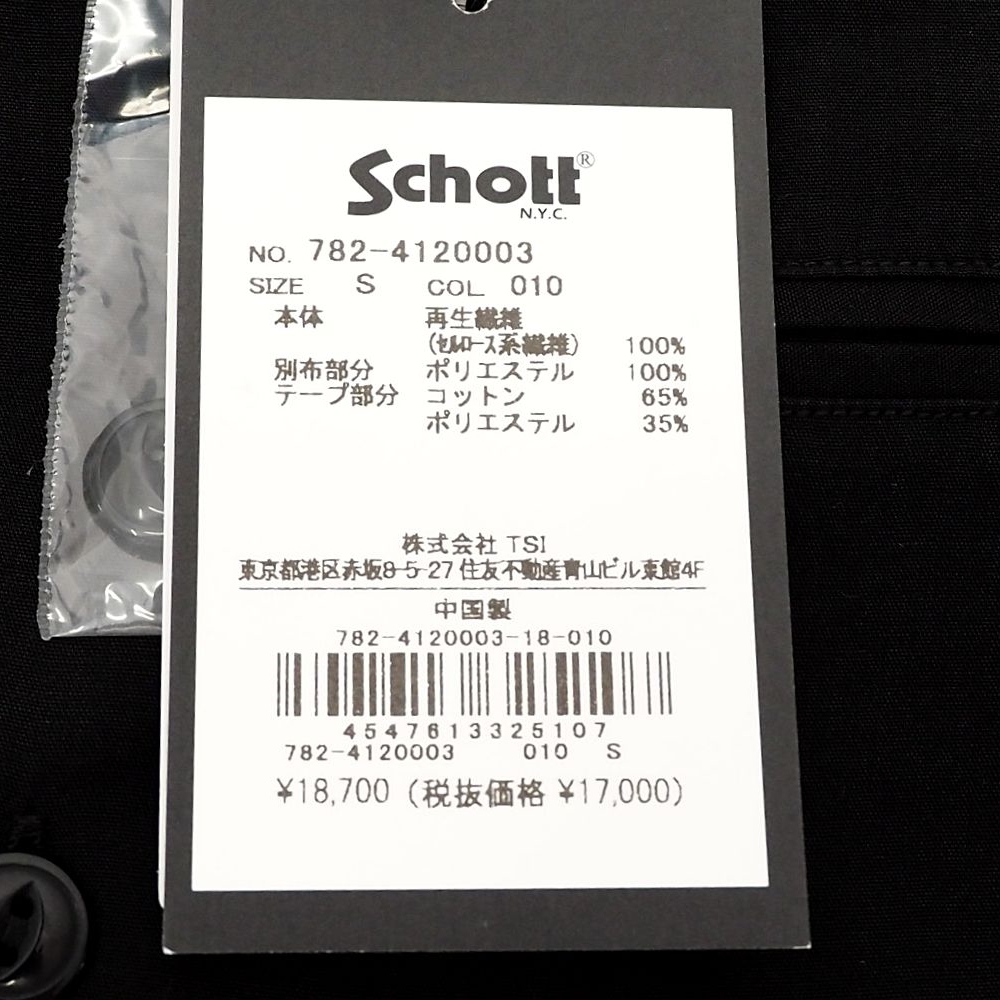 Schott®
N.Y.C.
NO. 782-4120003
SIZE S COL 010
本体 再生繊維
(セルロース系繊維) 100%
別布部分 ポリエステル 100%
テープ部分 コットン 65%
ポリエステル 35%
株式会社 TSI
東京都港区赤坂8-5-27 住友不動産青山ビル東館4F
中国製
782-4120003-18-010
4547613325107
782-4120003 010 S
¥18,700 (税抜価格 ¥17,000)